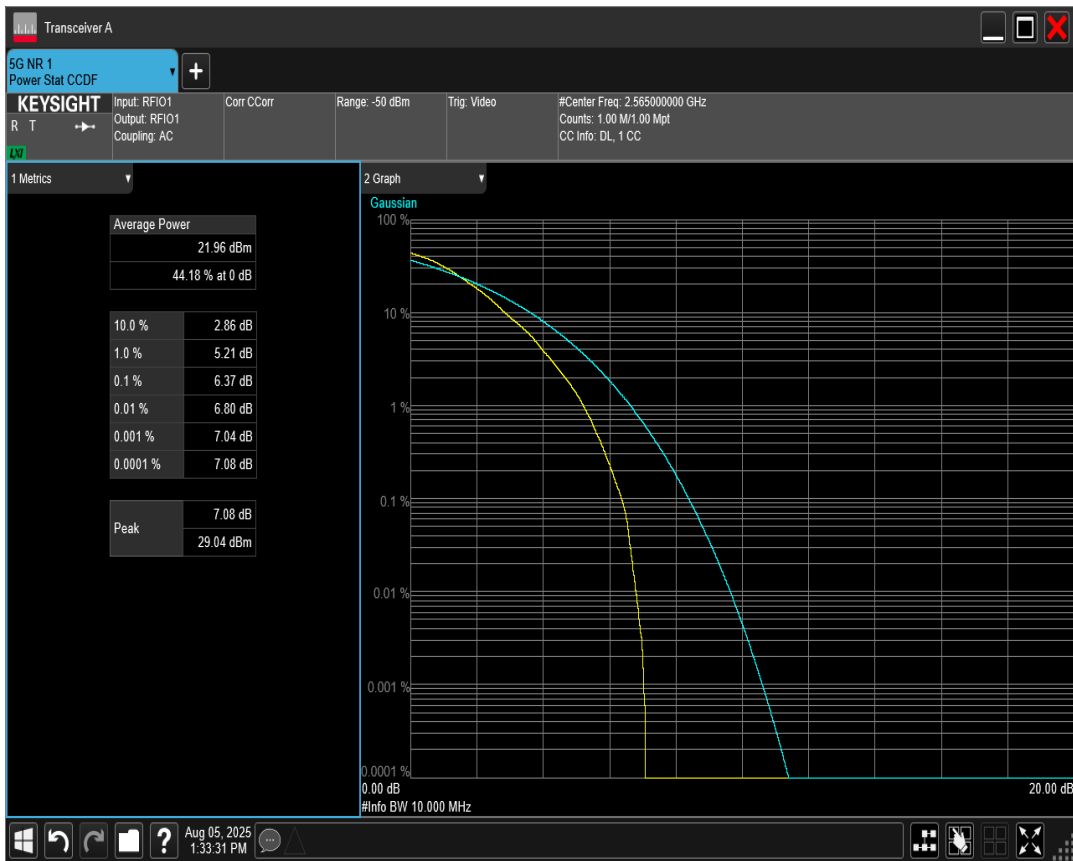 Transceiver A
5G NR 1
Power Stat CCDF
KEYSIGHT
R T
LXI
Input: RFIO1
Output: RFIO1
Coupling: AC
Corr CCorr
Range: -50 dBm
Trig: Video
#Center Freq: 2.565000000 GHz
Counts: 1.00 M/1.00 Mpt
CC Info: DL, 1 CC
1 Metrics
Average Power
21.96 dBm
44.18 % at 0 dB
10.0 % 2.86 dB
1.0 % 5.21 dB
0.1 % 6.37 dB
0.01 % 6.80 dB
0.001 % 7.04 dB
0.0001 % 7.08 dB
Peak
7.08 dB
29.04 dBm
2 Graph
Gaussian
100 %
10 %
1 %
0.1 %
0.01 %
0.001 %
0.0001 %
0.00 dB 20.00 dB
#Info BW 10.000 MHz
Aug 05, 2025
1:33:31 PM